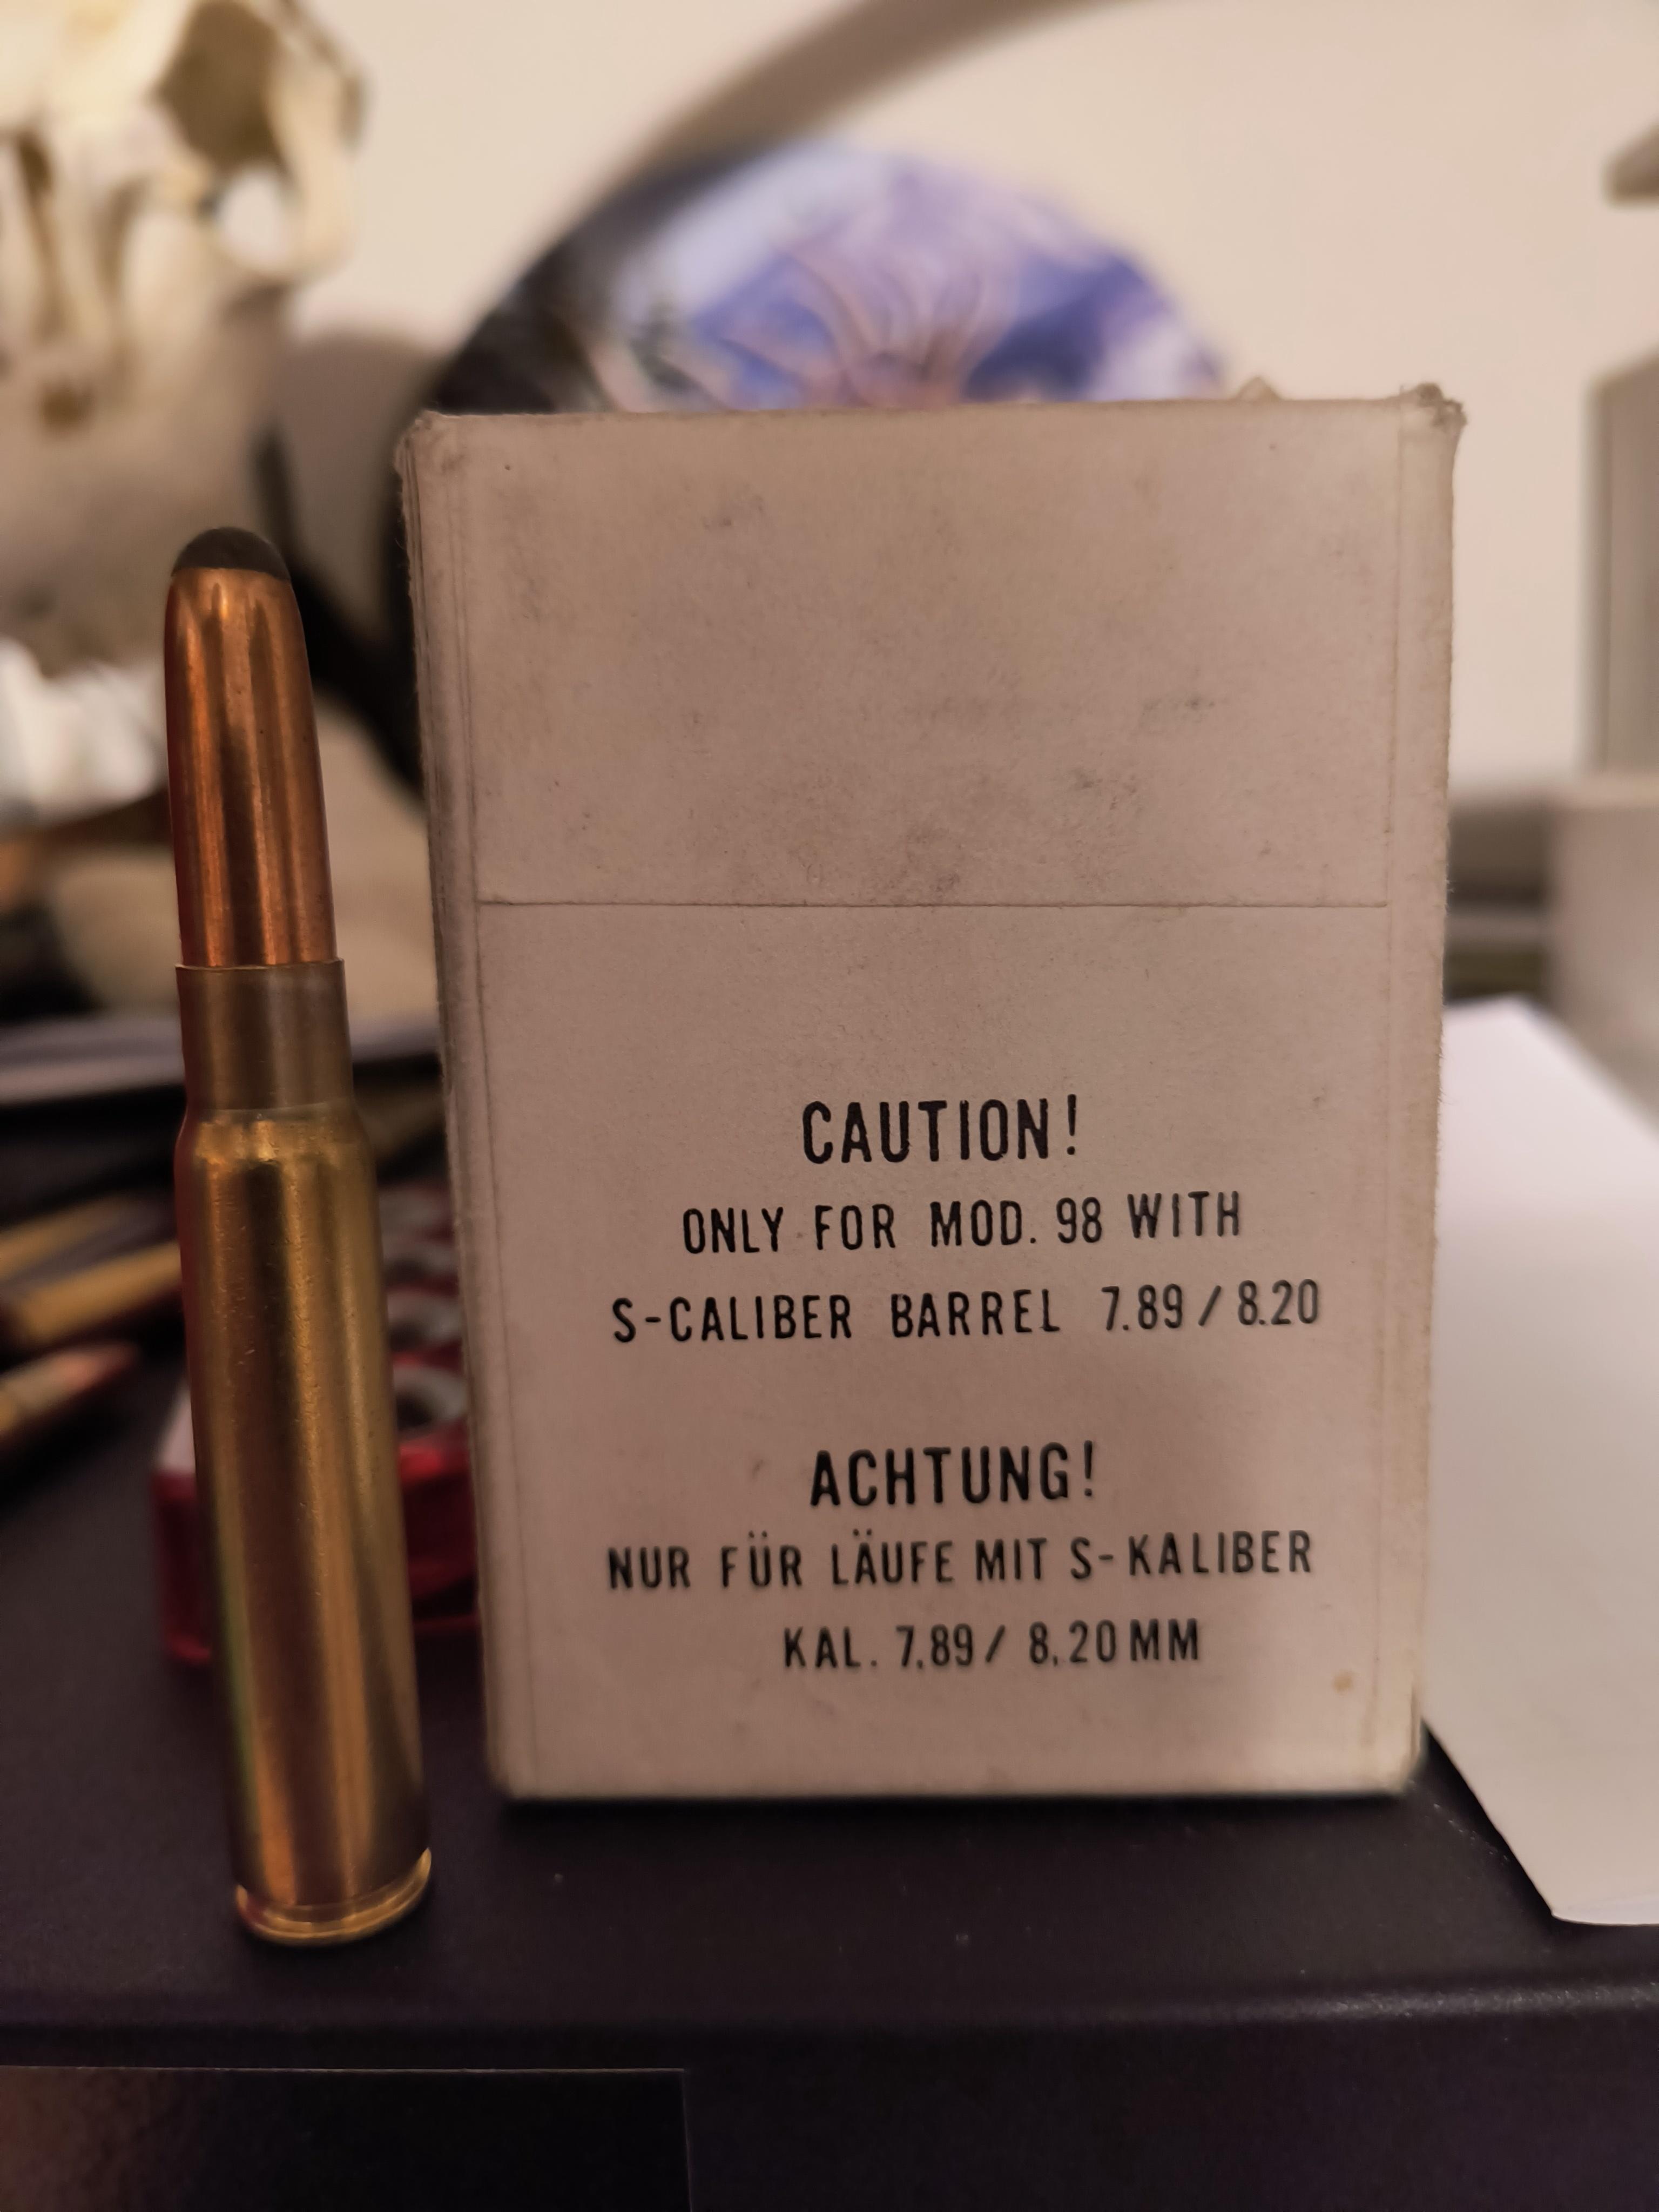 CAUTION!
ONLY FOR MOD. 98 WITH
S-CALIBER BARREL 7.89 / 8.20
ACHTUNG!
NUR FÜR LÄUFE MIT S-KALIBER
KAL. 7,89 / 8,20 MM